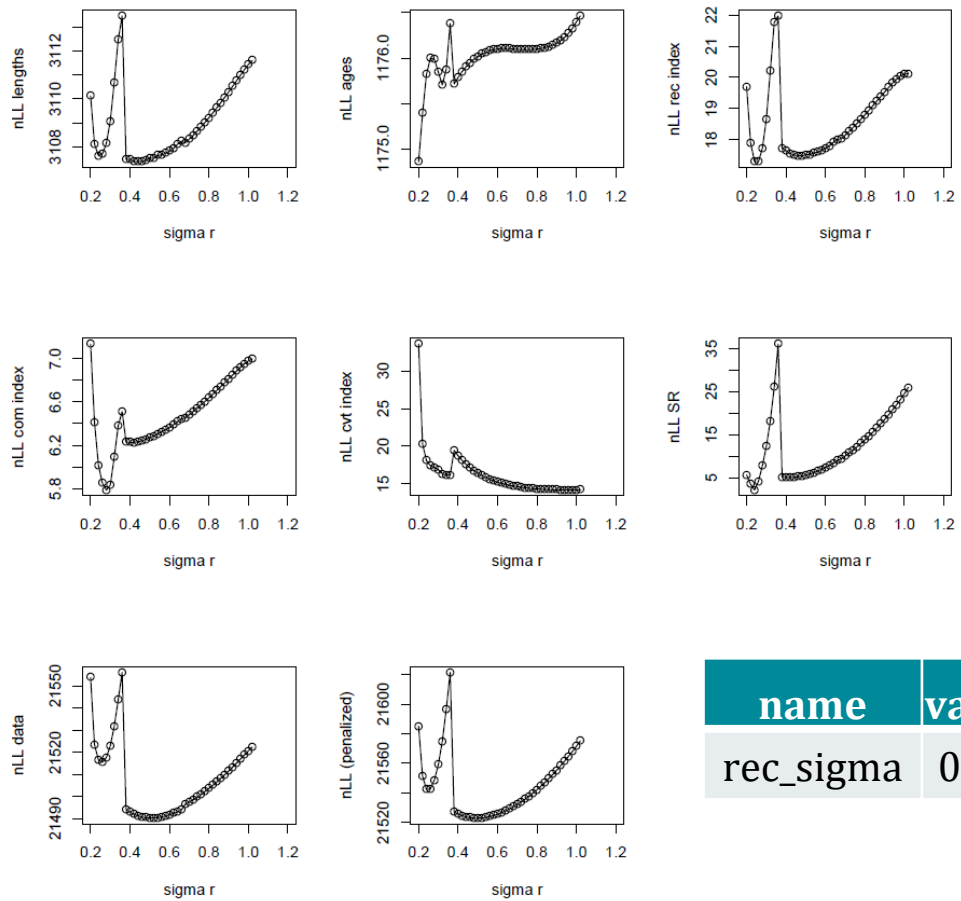 nLL lengths
3108 3110 3112
0.2 0.4 0.6 0.8 1.0 1.2
sigma r
nLL ages
1175.0 1176.0
0.2 0.4 0.6 0.8 1.0 1.2
sigma r
nLL rec index
18 19 20 21 22
0.2 0.4 0.6 0.8 1.0 1.2
sigma r
nLL com index
5.8 6.2 6.6 7.0
0.2 0.4 0.6 0.8 1.0 1.2
sigma r
nLL cvt index
15 20 25 30
0.2 0.4 0.6 0.8 1.0 1.2
sigma r
nLL SR
5 15 25 35
0.2 0.4 0.6 0.8 1.0 1.2
sigma r
nLL data
21490 21520 21550
0.2 0.4 0.6 0.8 1.0 1.2
sigma r
nLL (penalized)
21520 21560 21600
0.2 0.4 0.6 0.8 1.0 1.2
sigma r
name va
rec_sigma 0